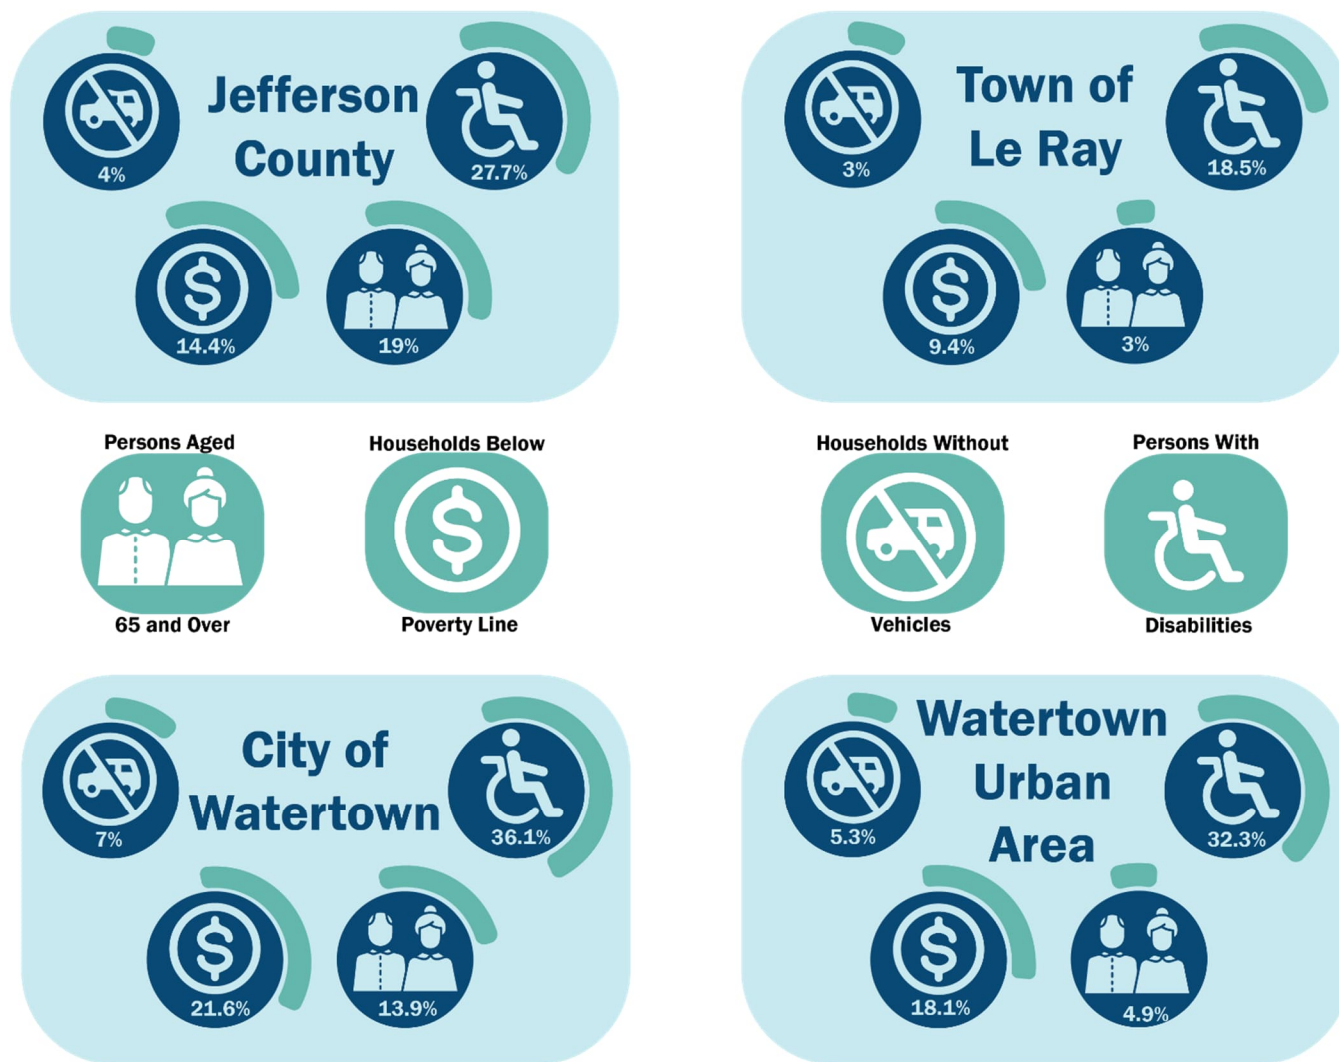 Jefferson
County
4%
27.7%
14.4%
19%
Town of
Le Ray
3%
18.5%
9.4%
3%
Persons Aged
65 and Over
Households Below
Poverty Line
Households Without
Vehicles
Persons With
Disabilities
City of
Watertown
7%
36.1%
21.6%
13.9%
Watertown
Urban
Area
5.3%
32.3%
18.1%
4.9%